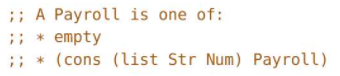 ;; A Payroll is one of:
;; * empty
;; * (cons (list Str Num) Payroll)